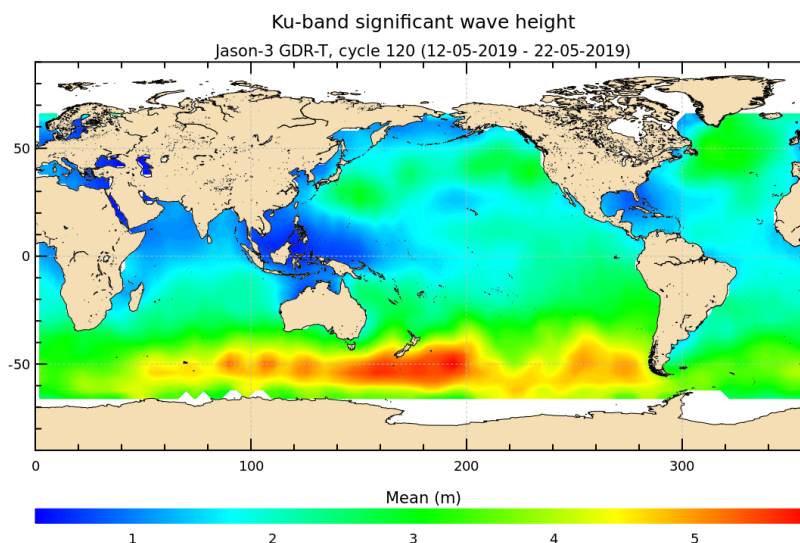 Ku-band significant wave height
Jason-3 GDR-T, cycle 120 (12-05-2019 - 22-05-2019)
50
0
-50
0 100 200 300
Mean (m)
1 2 3 4 5